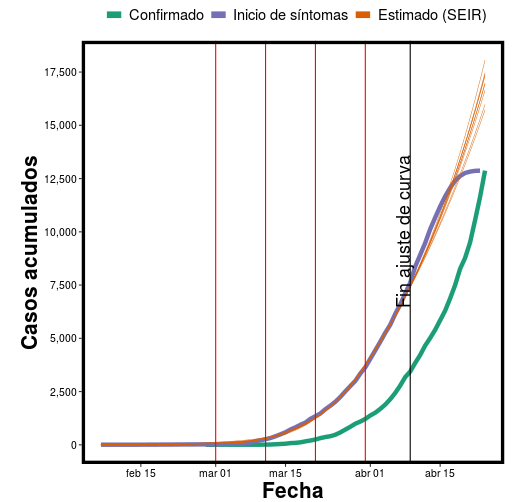 Confirmado Inicio de síntomas Estimado (SEIR)
17,500
15,000
12,500
10,000
7,500
5,000
2,500
0
Casos acumulados
Fin ajuste de curva
feb 15 mar 01 mar 15 abr 01 abr 15
Fecha